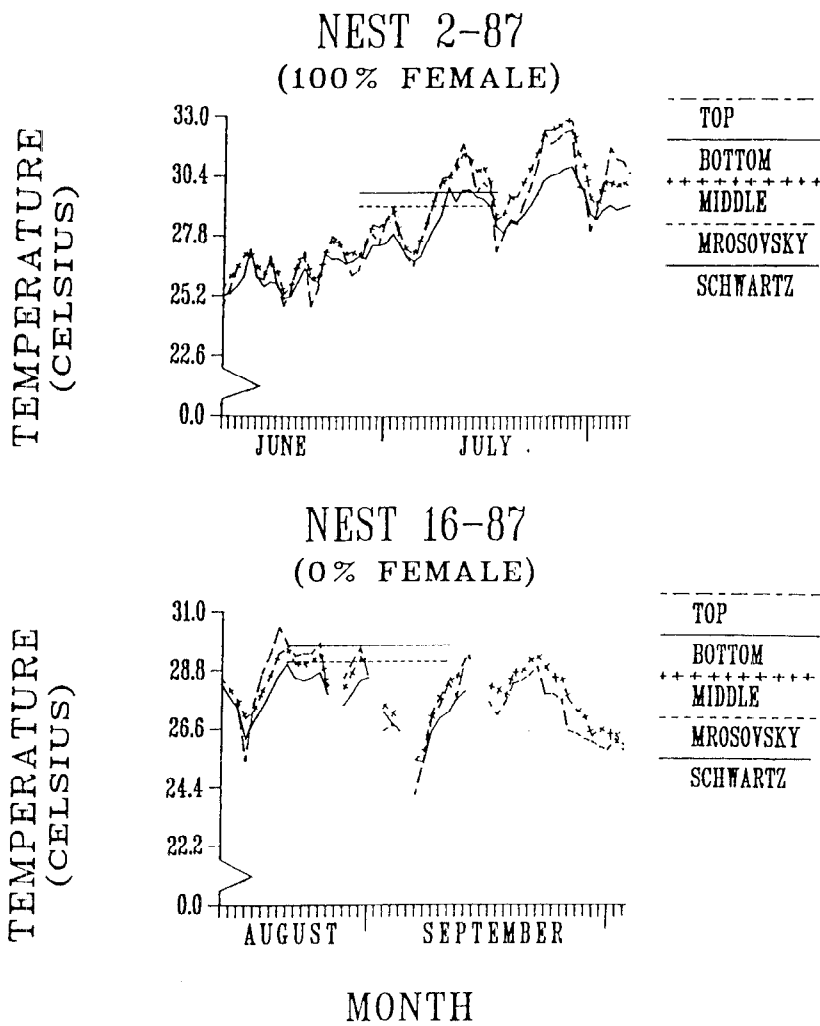 NEST 2-87
(100% FEMALE)
TEMPERATURE
(CELSIUS)
33.0
30.4
27.8
25.2
22.6
0.0
JUNE JULY
TOP
BOTTOM
MIDDLE
MROSOVSKY
SCHWARTZ
NEST 16-87
(0% FEMALE)
TEMPERATURE
(CELSIUS)
31.0
28.8
26.6
24.4
22.2
0.0
AUGUST SEPTEMBER
TOP
BOTTOM
MIDDLE
MROSOVSKY
SCHWARTZ
MONTH